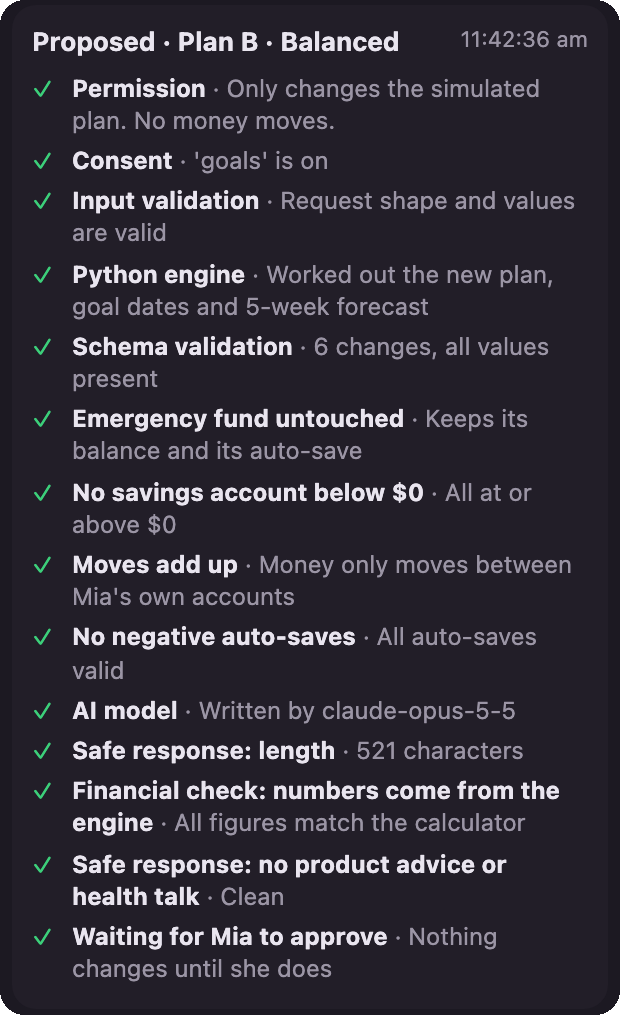 Proposed · Plan B · Balanced 11:42:36 am
✓ Permission · Only changes the simulated
plan. No money moves.
✓ Consent · 'goals' is on
✓ Input validation · Request shape and values
are valid
✓ Python engine · Worked out the new plan,
goal dates and 5-week forecast
✓ Schema validation · 6 changes, all values
present
✓ Emergency fund untouched · Keeps its
balance and its auto-save
✓ No savings account below $0 · All at or
above $0
✓ Moves add up · Money only moves between
Mia's own accounts
✓ No negative auto-saves · All auto-saves
valid
✓ AI model · Written by claude-opus-5-5
✓ Safe response: length · 521 characters
✓ Financial check: numbers come from the
engine · All figures match the calculator
✓ Safe response: no product advice or
health talk · Clean
✓ Waiting for Mia to approve · Nothing
changes until she does